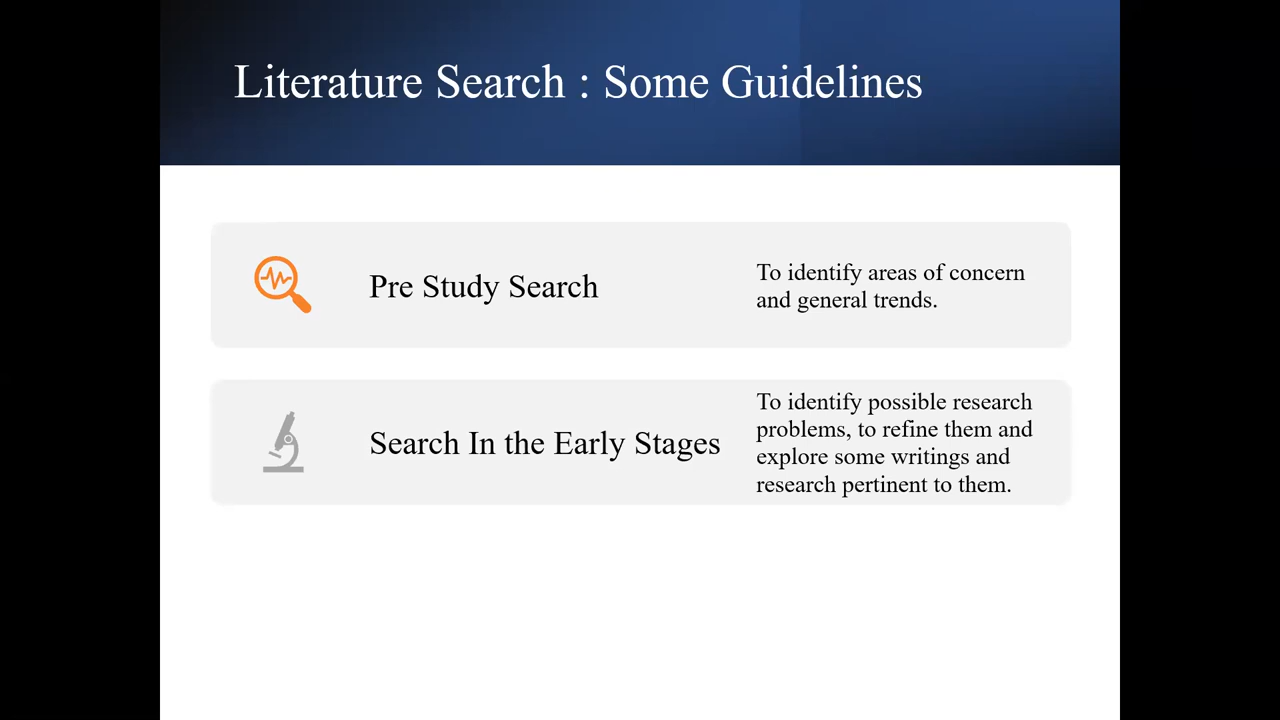 Literature Search : Some Guidelines
Pre Study Search
To identify areas of concern
and general trends.
Search In the Early Stages
To identify possible research
problems, to refine them and
explore some writings and
research pertinent to them.